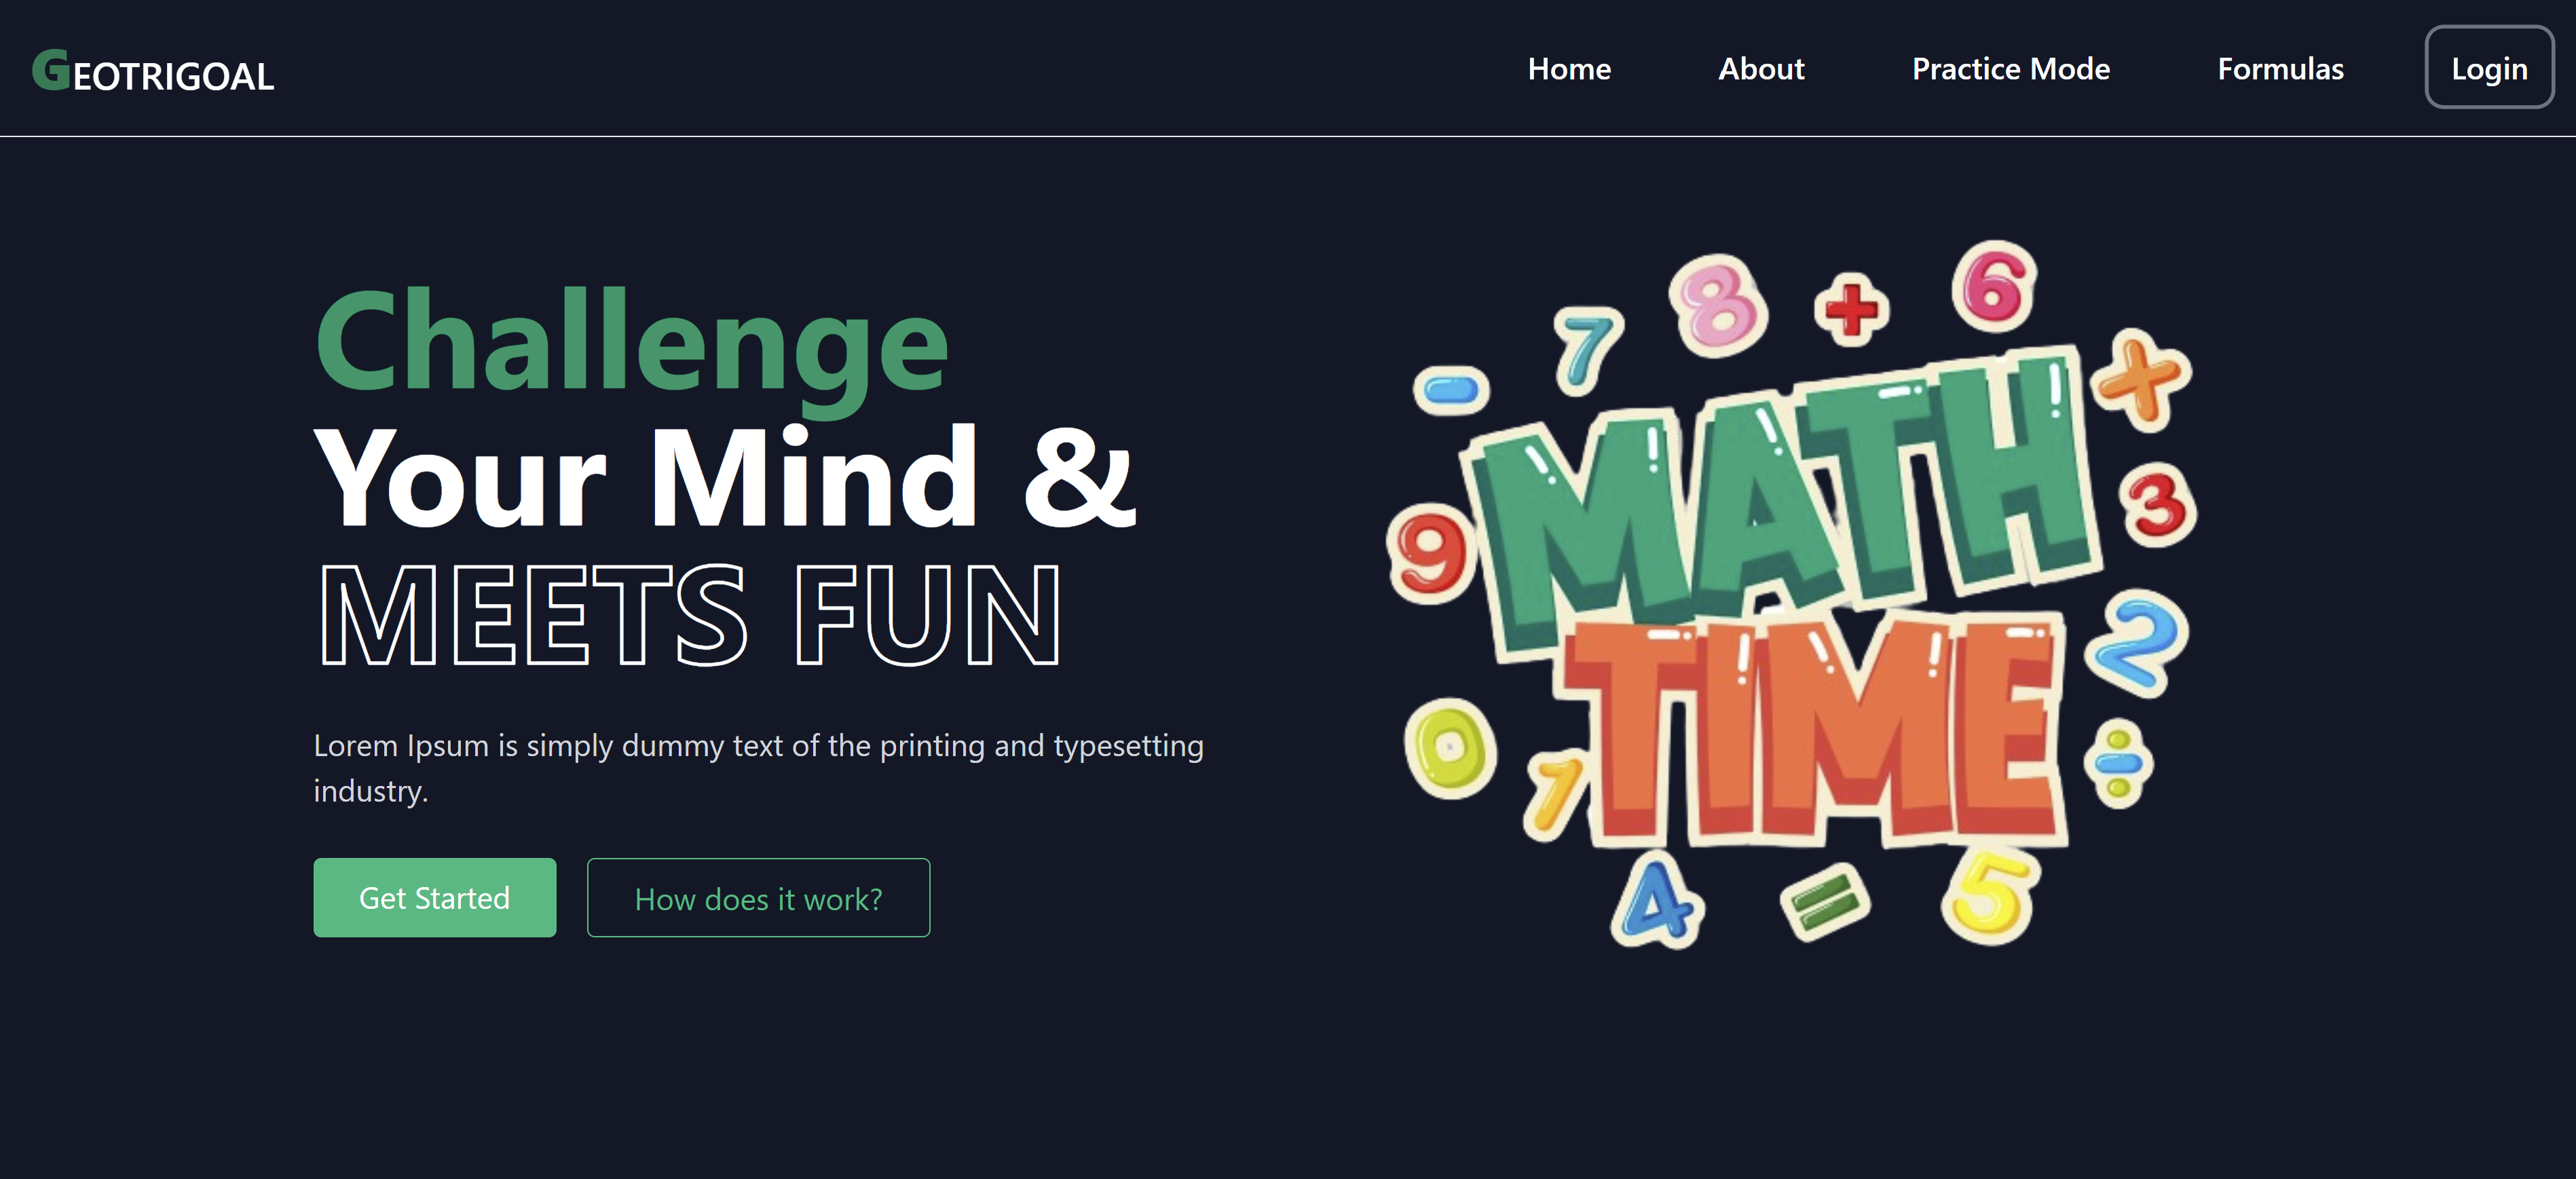 GEOTRIGOAL
Home About Practice Mode Formulas Login
Challenge
Your Mind &
MEETS FUN
Lorem Ipsum is simply dummy text of the printing and typesetting
industry.
Get Started How does it work?
8 + 6
- 7 +
MATH
9 3
TIME
2
0 1 ÷
4 = 5